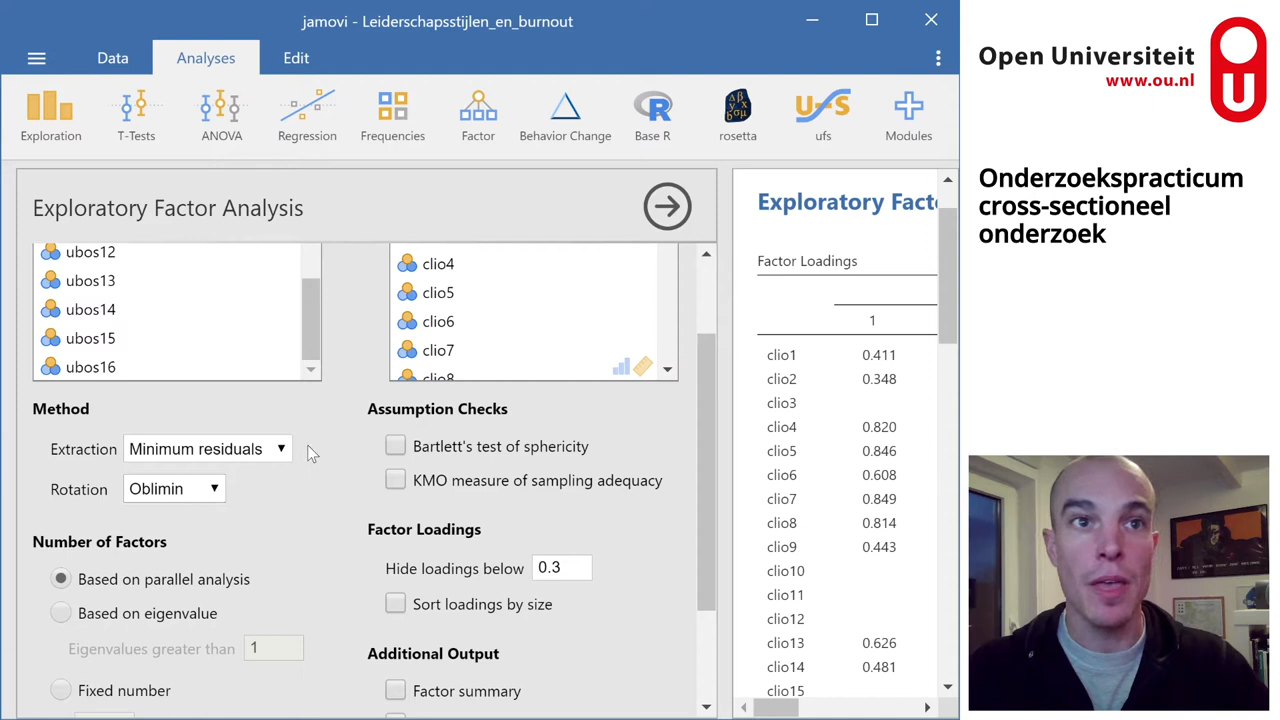 jamovi - Leiderschapsstijlen_en_burnout
Data
Analyses
Edit
Exploration
T-Tests
ANOVA
Regression
Frequencies
Factor
Behavior Change
Base R
rosetta
ufs
Modules
Exploratory Factor Analysis
ubos12
ubos13
ubos14
ubos15
ubos16
clio4
clio5
clio6
clio7
clio8
Method
Extraction
Minimum residuals
Rotation
Oblimin
Number of Factors
Based on parallel analysis
Based on eigenvalue
Eigenvalues greater than
1
Fixed number
Assumption Checks
Bartlett's test of sphericity
KMO measure of sampling adequacy
Factor Loadings
Hide loadings below
0.3
Sort loadings by size
Additional Output
Factor summary
Exploratory Facto
Factor Loadings
1
clio1 0.411
clio2 0.348
clio3
clio4 0.820
clio5 0.846
clio6 0.608
clio7 0.849
clio8 0.814
clio9 0.443
clio10
clio11
clio12
clio13 0.626
clio14 0.481
clio15
Open Universiteit
www.ou.nl
Onderzoekspracticum
cross-sectioneel
onderzoek